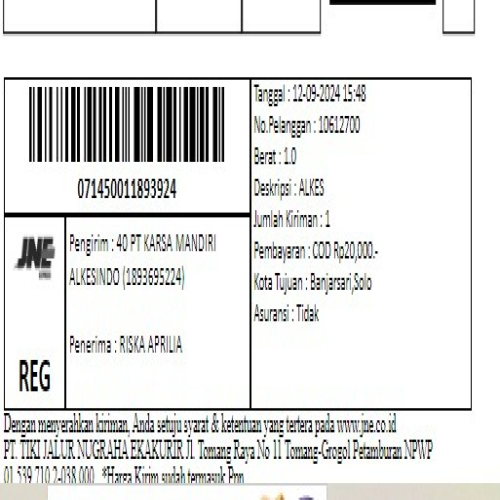 071450011893924
JNE
REG
Pengirim : 40 PT KARSA MANDIRI
ALKESINDO (1893695224)
Penerima : RISKA APRILIA
Tanggal : 12-09-2024 15:48
No.Pelanggan : 10612700
Berat : 1.0
Deskripsi : ALKES
Jumlah Kiriman : 1
Pembayaran : COD Rp20,000.-
Kota Tujuan : Banjarsari,Solo
Asuransi : Tidak
Dengan menyerahkan kiriman, Anda setuju syarat & ketentuan yang tertera pada www.jne.co.id
PT. TIKI JALUR NUGRAHA EKAKURIR Jl. Tomang Raya No 11 Tomang-Grogol Petamburan NPWP
01.539.710.2-038.000. *Harga Kirim sudah termasuk Ppn